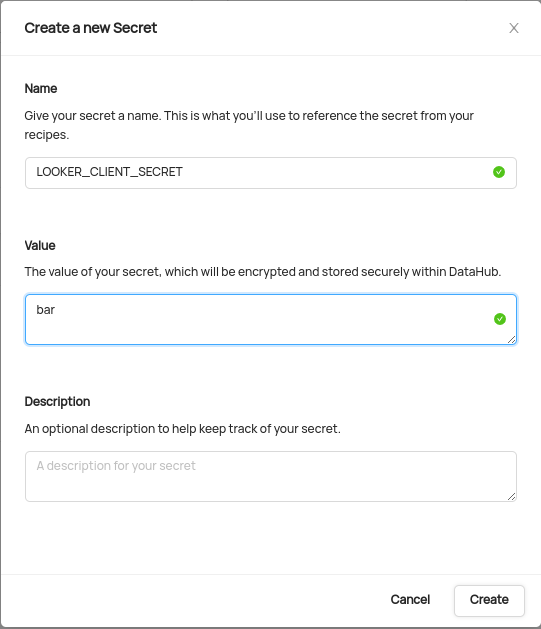 Create a new Secret
Name
Give your secret a name. This is what you'll use to reference the secret from your
recipes.
LOOKER_CLIENT_SECRET
Value
The value of your secret, which will be encrypted and stored securely within DataHub.
bar
Description
An optional description to help keep track of your secret.
A description for your secret
Cancel Create